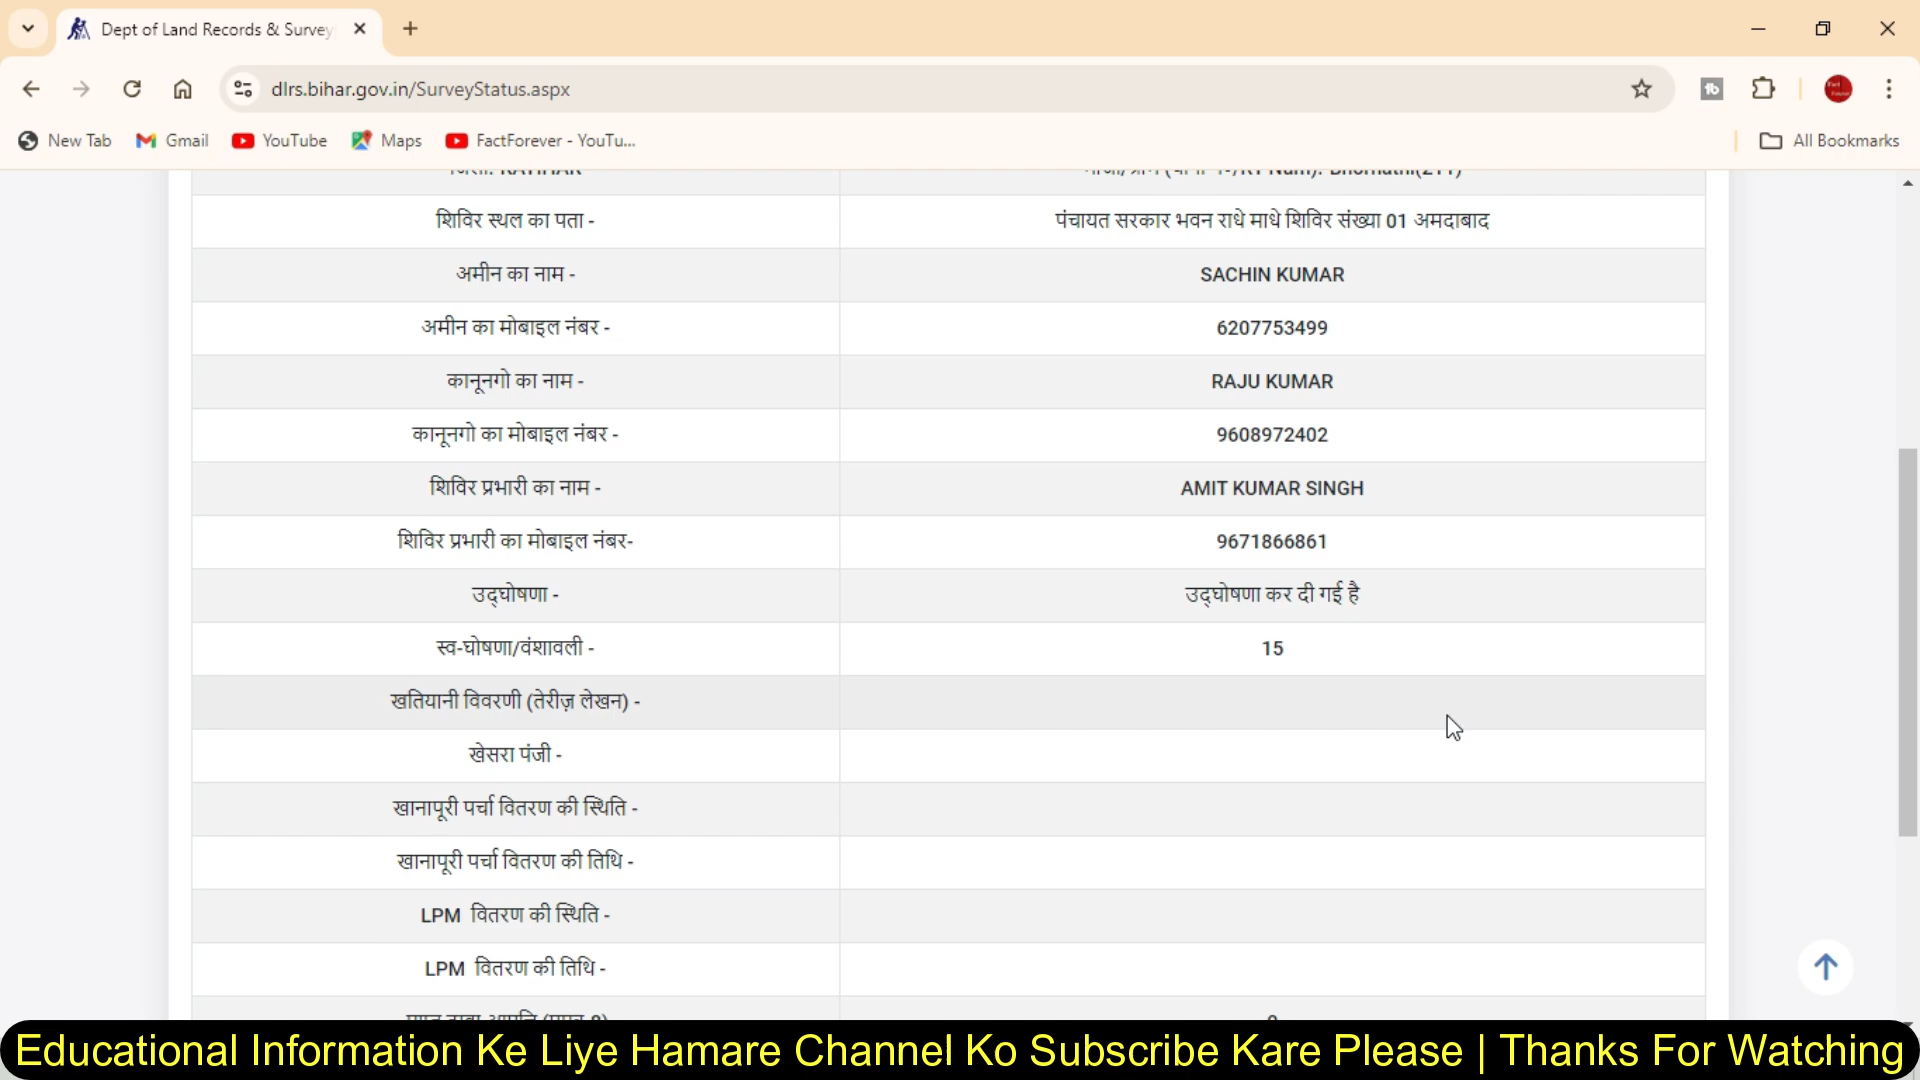 Dept of Land Records & Survey
dlrs.bihar.gov.in/SurveyStatus.aspx
New Tab Gmail YouTube Maps FactForever - YouTu... All Bookmarks
शिविर स्थल का पता - पंचायत सरकार भवन राधे माधे शिविर संख्या 01 अमदाबाद
अमीन का नाम - SACHIN KUMAR
अमीन का मोबाइल नंबर - 6207753499
कानूनगो का नाम - RAJU KUMAR
कानूनगो का मोबाइल नंबर - 9608972402
शिविर प्रभारी का नाम - AMIT KUMAR SINGH
शिविर प्रभारी का मोबाइल नंबर- 9671866861
उद्घोषणा - उद्घोषणा कर दी गई है
स्व-घोषणा/वंशावली - 15
खतियानी विवरणी (तेरीज़ लेखन) -
खेसरा पंजी -
खानापूरी पर्चा वितरण की स्थिति -
खानापूरी पर्चा वितरण की तिथि -
LPM वितरण की स्थिति -
LPM वितरण की तिथि -
Educational Information Ke Liye Hamare Channel Ko Subscribe Kare Please | Thanks For Watching